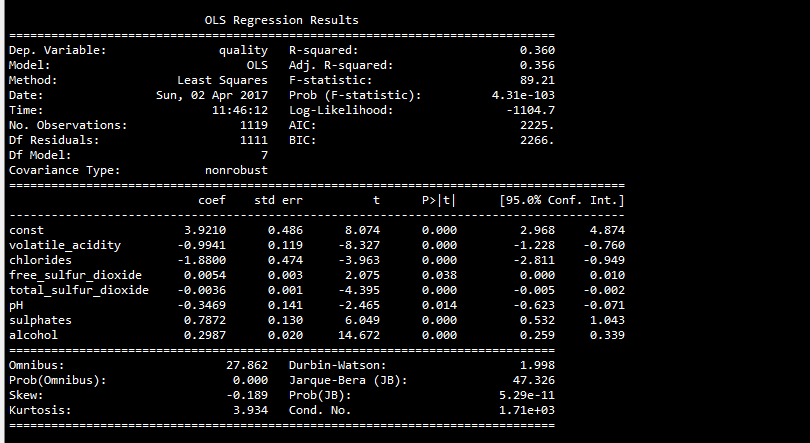 OLS Regression Results
==============================================================================
Dep. Variable: quality R-squared: 0.360
Model: OLS Adj. R-squared: 0.356
Method: Least Squares F-statistic: 89.21
Date: Sun, 02 Apr 2017 Prob (F-statistic): 4.31e-103
Time: 11:46:12 Log-Likelihood: -1104.7
No. Observations: 1119 AIC: 2225.
Df Residuals: 1111 BIC: 2266.
Df Model: 7
Covariance Type: nonrobust
========================================================================================
coef std err t P>|t| [95.0% Conf. Int.]
----------------------------------------------------------------------------------------
const 3.9210 0.486 8.074 0.000 2.968 4.874
volatile_acidity -0.9941 0.119 -8.327 0.000 -1.228 -0.760
chlorides -1.8800 0.474 -3.963 0.000 -2.811 -0.949
free_sulfur_dioxide 0.0054 0.003 2.075 0.038 0.000 0.010
total_sulfur_dioxide -0.0036 0.001 -4.395 0.000 -0.005 -0.002
pH -0.3469 0.141 -2.465 0.014 -0.623 -0.071
sulphates 0.7872 0.130 6.049 0.000 0.532 1.043
alcohol 0.2987 0.020 14.672 0.000 0.259 0.339
==============================================================================
Omnibus: 27.862 Durbin-Watson: 1.998
Prob(Omnibus): 0.000 Jarque-Bera (JB): 47.326
Skew: -0.189 Prob(JB): 5.29e-11
Kurtosis: 3.934 Cond. No. 1.71e+03
==============================================================================